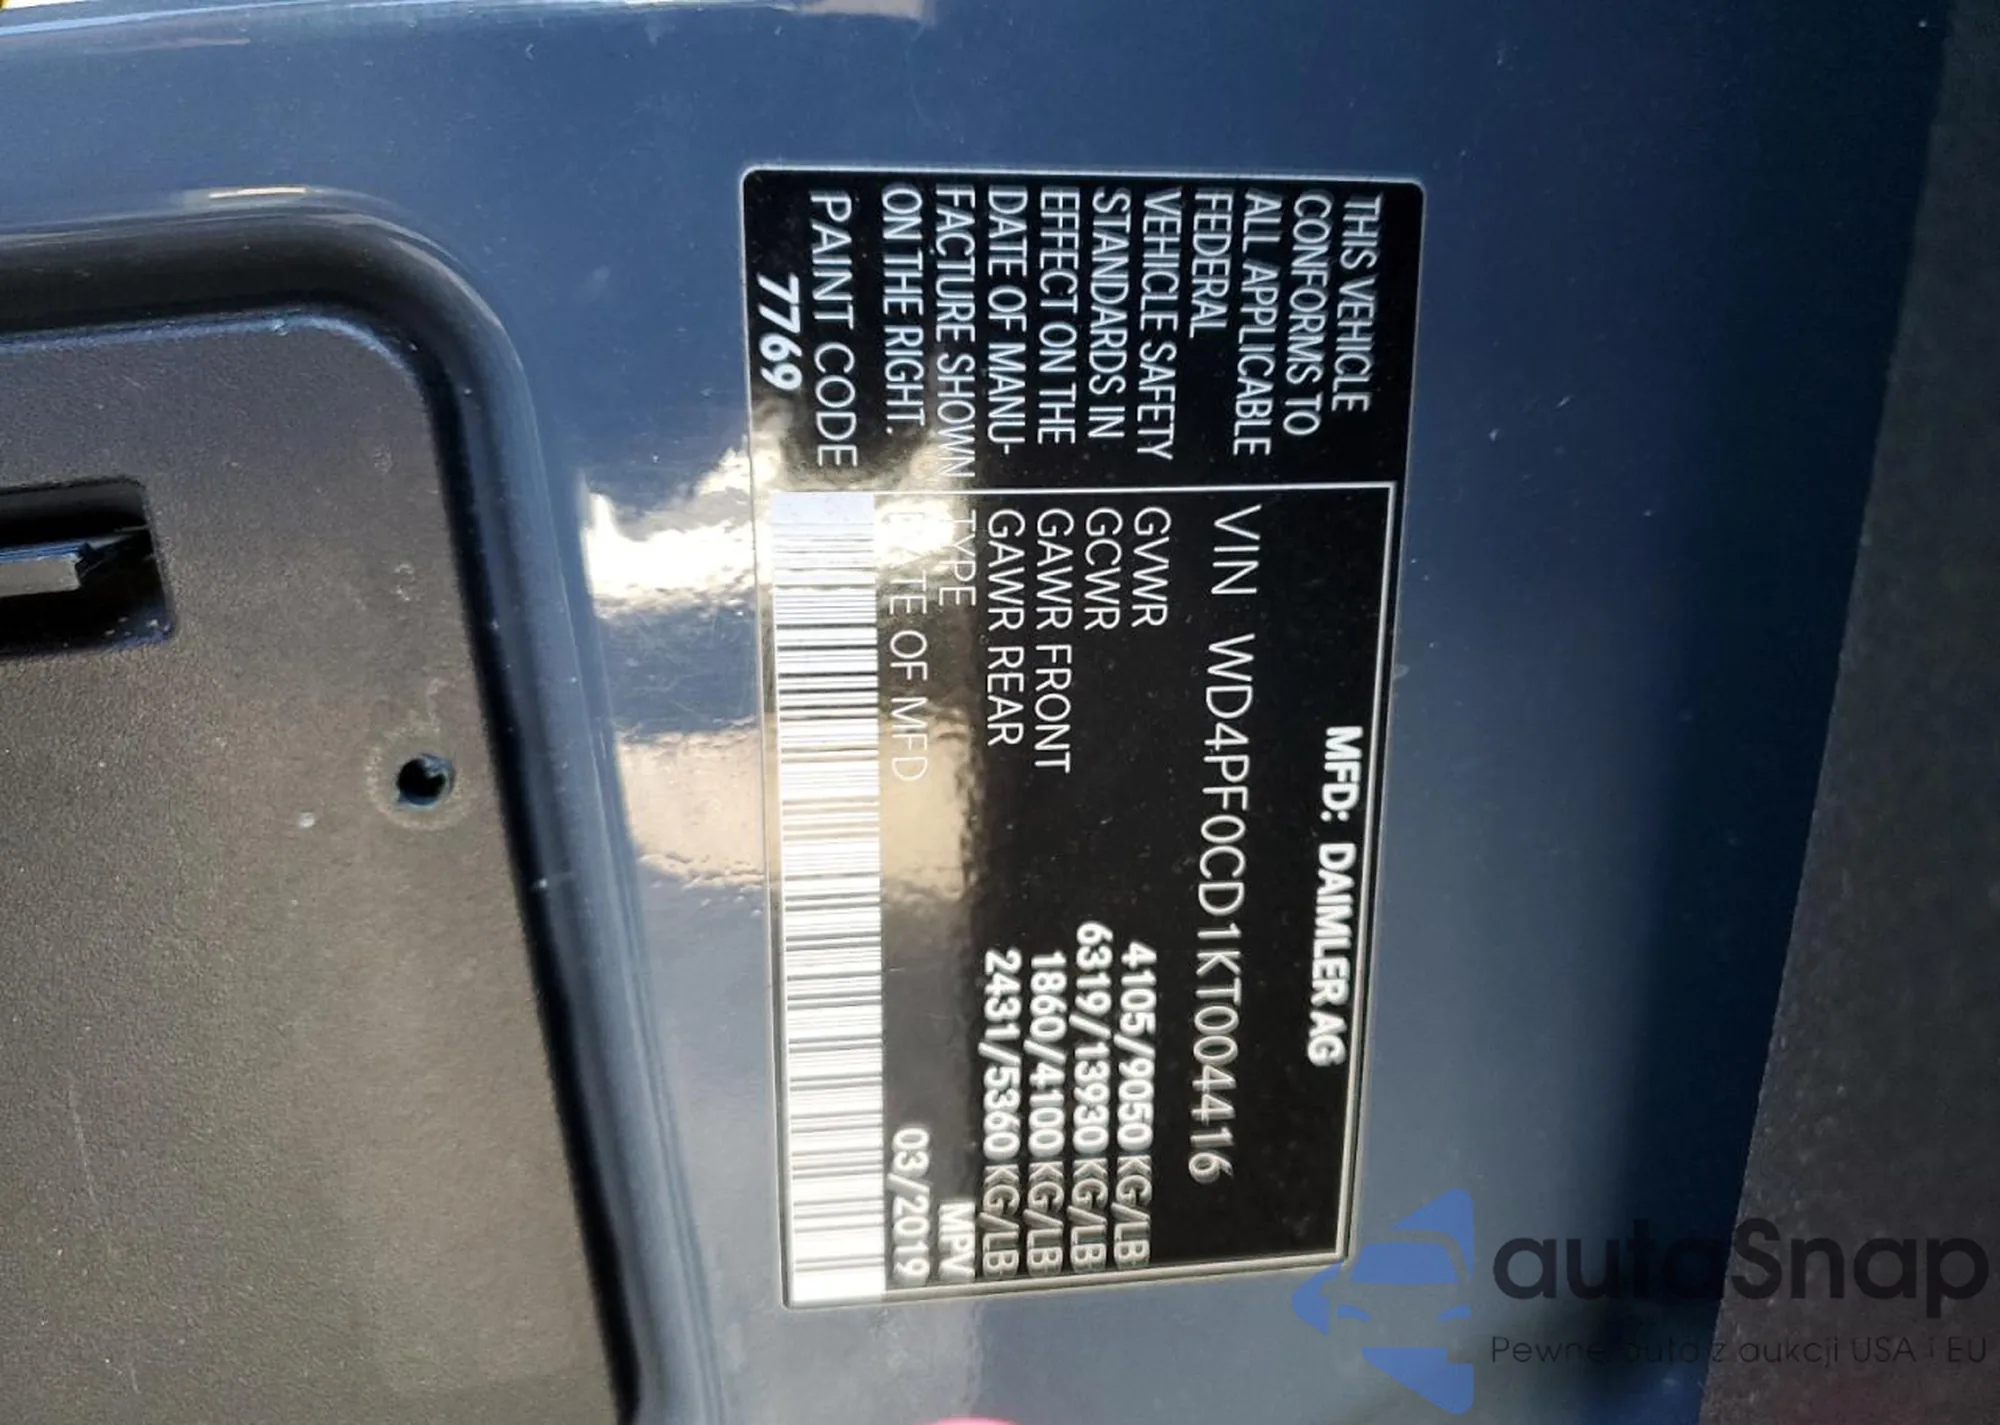 THIS VEHICLE
CONFORMS TO
ALL APPLICABLE
FEDERAL
VEHICLE SAFETY
STANDARDS IN
EFFECT ON THE
DATE OF MANU-
FACTURE SHOWN
ON THE RIGHT.
PAINT CODE
7769
MFD: DAIMLER AG
VIN WD4PF0CD1KT004416
GVWR 4105/9050 KG/LB
GCWR 6319/13930 KG/LB
GAWR FRONT 1860/4100 KG/LB
GAWR REAR 2431/5360 KG/LB
TYPE MPV
DATE OF MFD 03/2019
autaSnap
Pewne auta z aukcji USA i EU